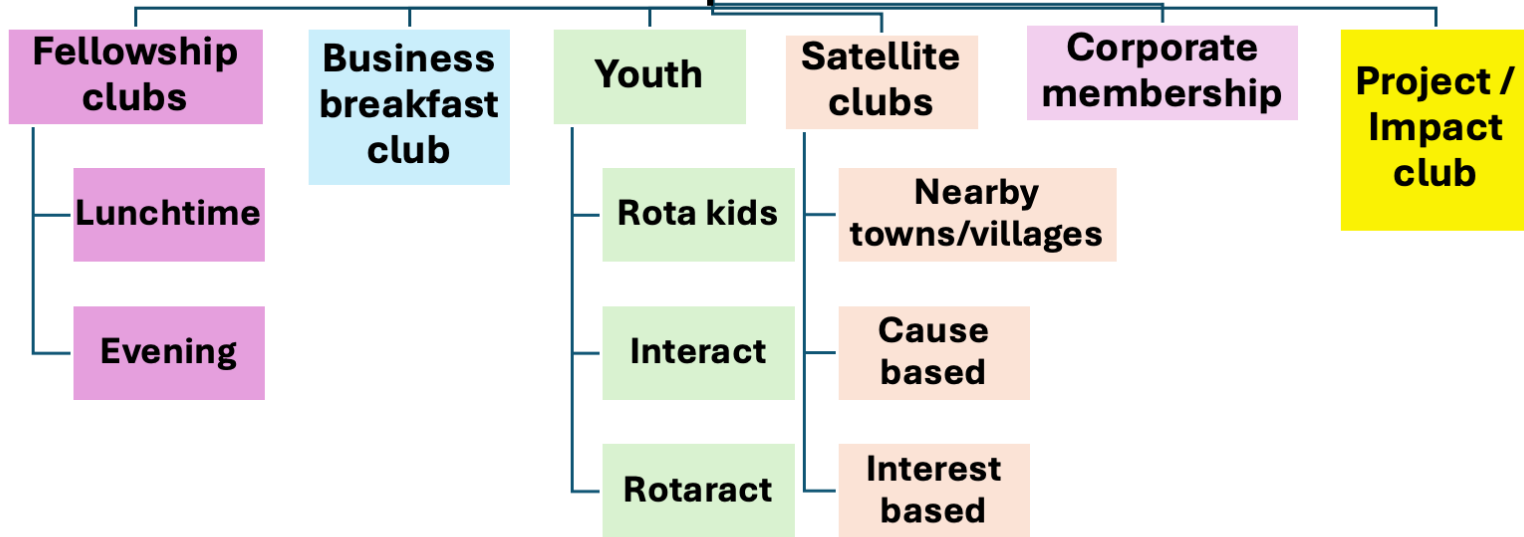 Fellowship
clubs
Lunchtime
Evening
Business
breakfast
club
Youth
Rota kids
Interact
Rotaract
Satellite
clubs
Nearby
towns/villages
Cause
based
Interest
based
Corporate
membership
Project /
Impact
club